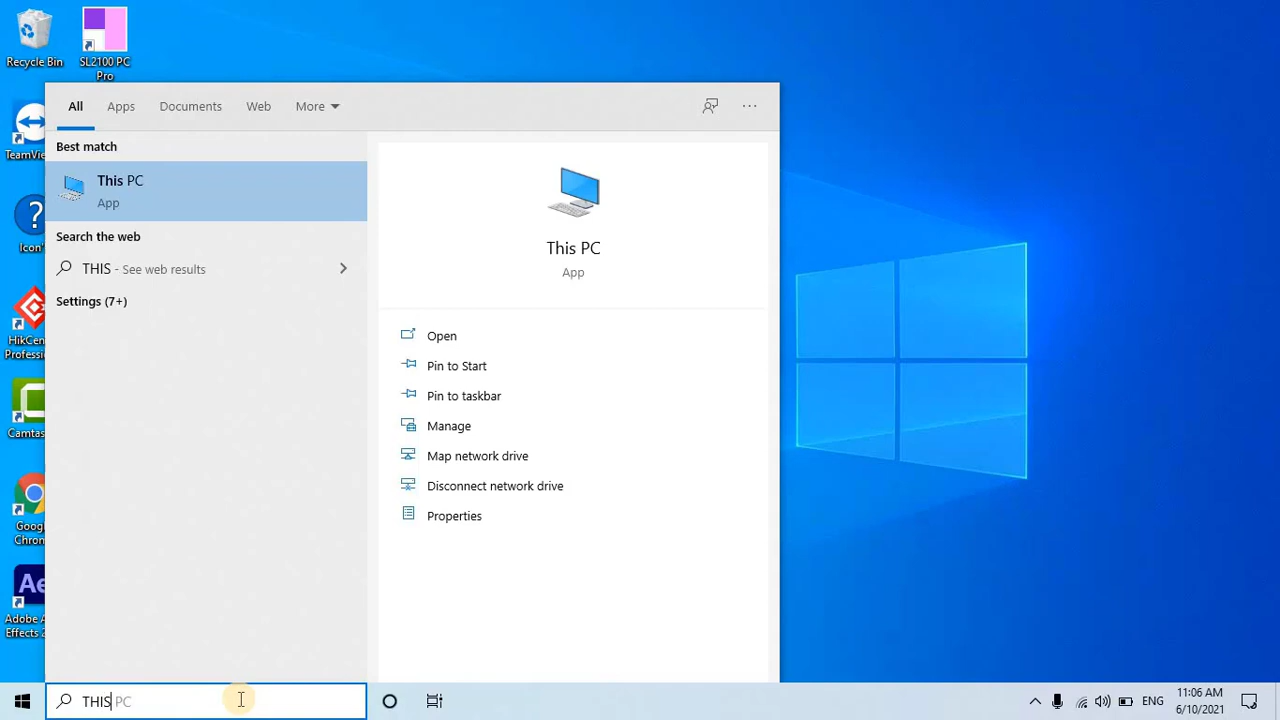 Recycle Bin
SL2100 PC
Pro
TeamVie
?
Icon'
HikCen
Profession
Camtas
Goog
Chron
Ae
Adobe A
Effects 2
All
Apps
Documents
Web
More
Best match
This PC
App
Search the web
THIS - See web results
Settings (7+)
This PC
App
Open
Pin to Start
Pin to taskbar
Manage
Map network drive
Disconnect network drive
Properties
THIS PC
ENG
11:06 AM
6/10/2021